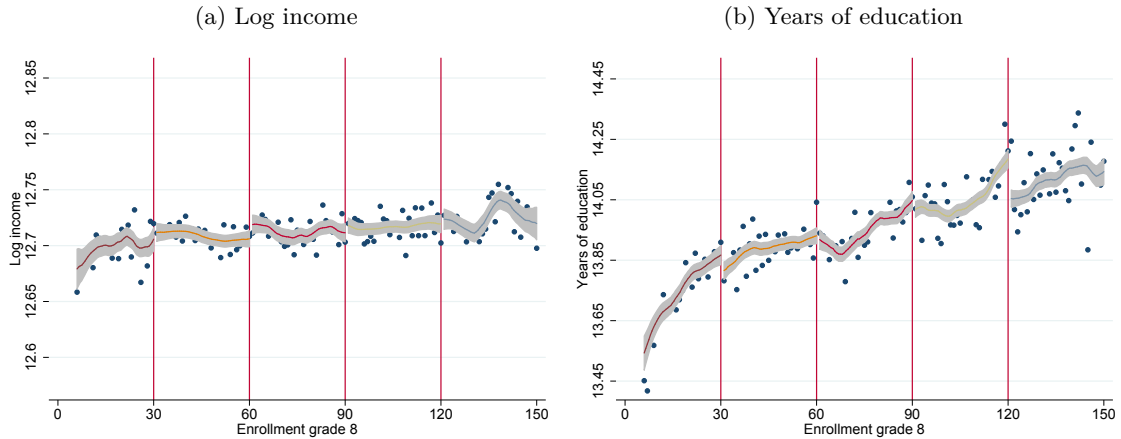 (a) Log income
12.85
12.8
12.75
12.7
12.65
12.6
Log income
0 30 60 90 120 150
Enrollment grade 8
(b) Years of education
14.45
14.25
14.05
13.85
13.65
13.45
Years of education
0 30 60 90 120 150
Enrollment grade 8